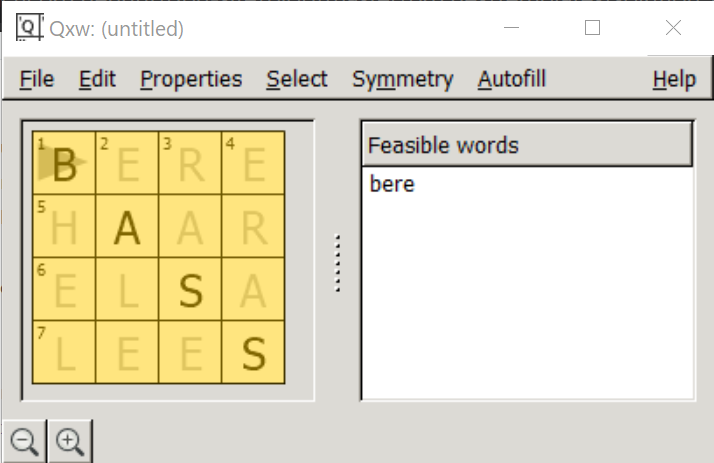 Qxw: (untitled)
File Edit Properties Select Symmetry Autofill Help
1 B 2 E 3 R 4 E
5 H A A R
6 E L S A
7 L E E S
Feasible words
bere